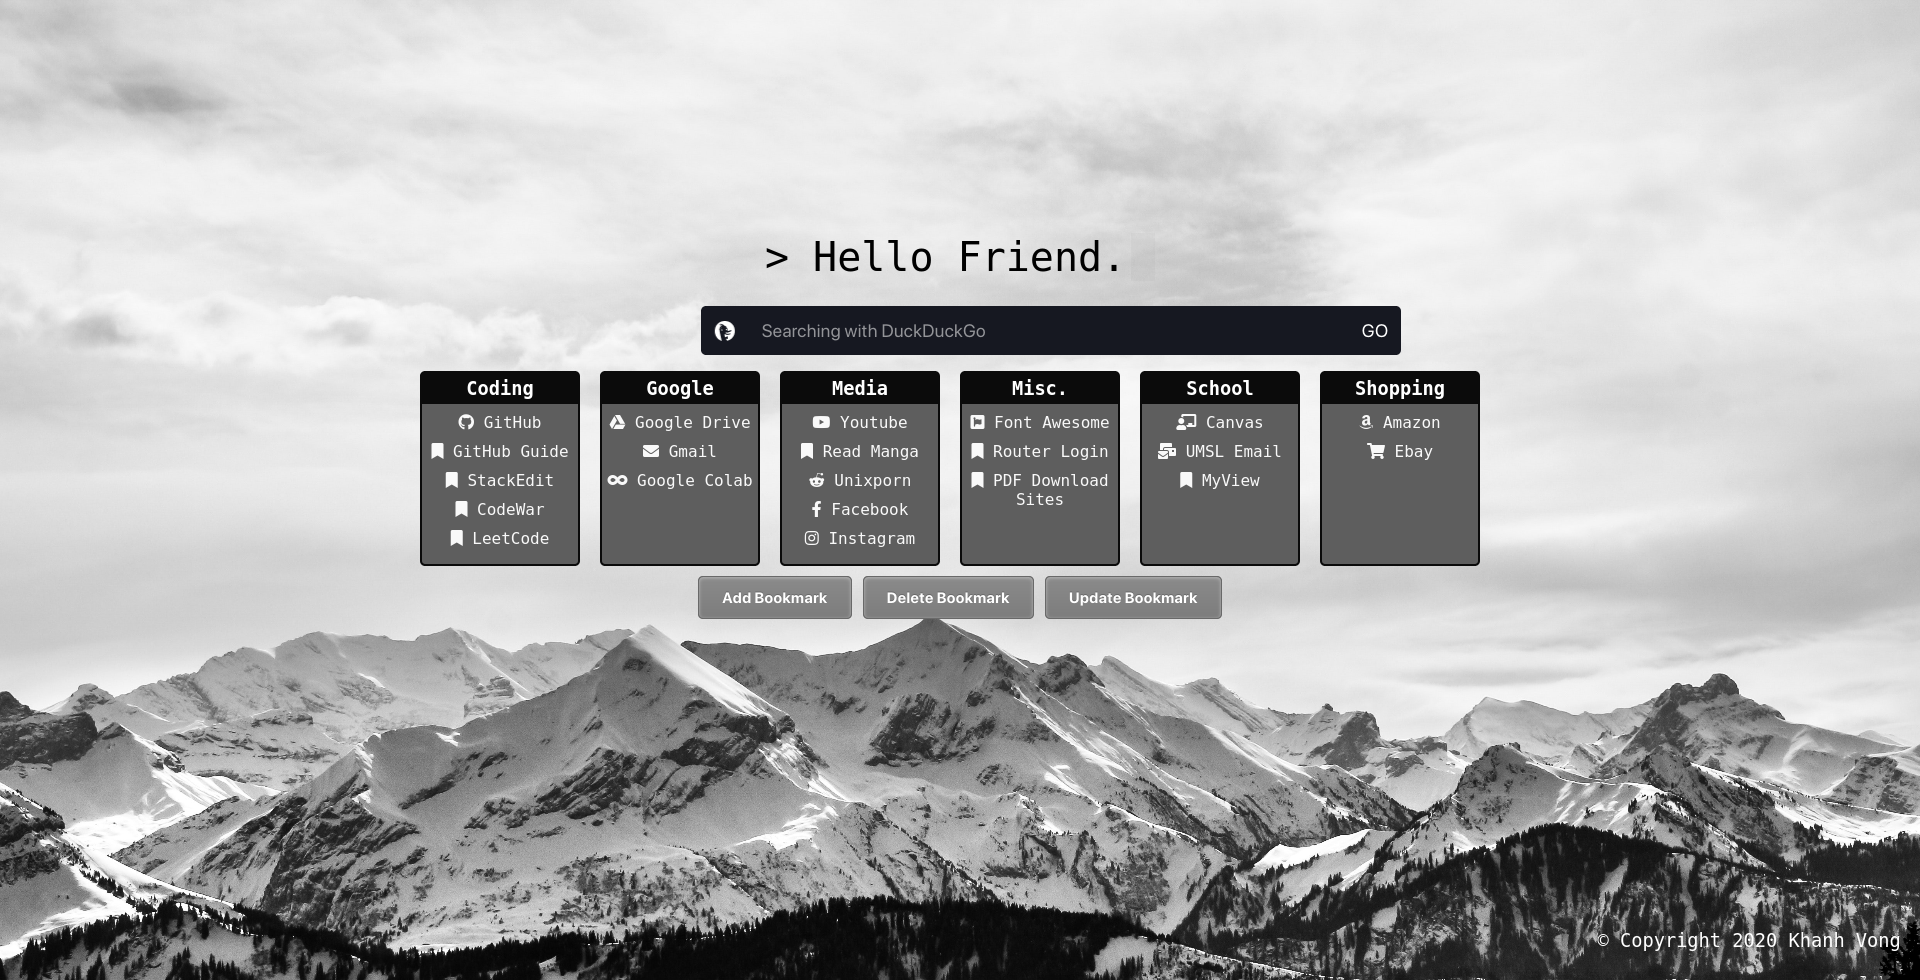 > Hello Friend.
Searching with DuckDuckGo GO
Coding
GitHub
GitHub Guide
StackEdit
CodeWar
LeetCode
Google
Google Drive
Gmail
Google Colab
Media
Youtube
Read Manga
Unixporn
Facebook
Instagram
Misc.
Font Awesome
Router Login
PDF Download
Sites
School
Canvas
UMSL Email
MyView
Shopping
Amazon
Ebay
Add Bookmark
Delete Bookmark
Update Bookmark
© Copyright 2020 Khanh Vong